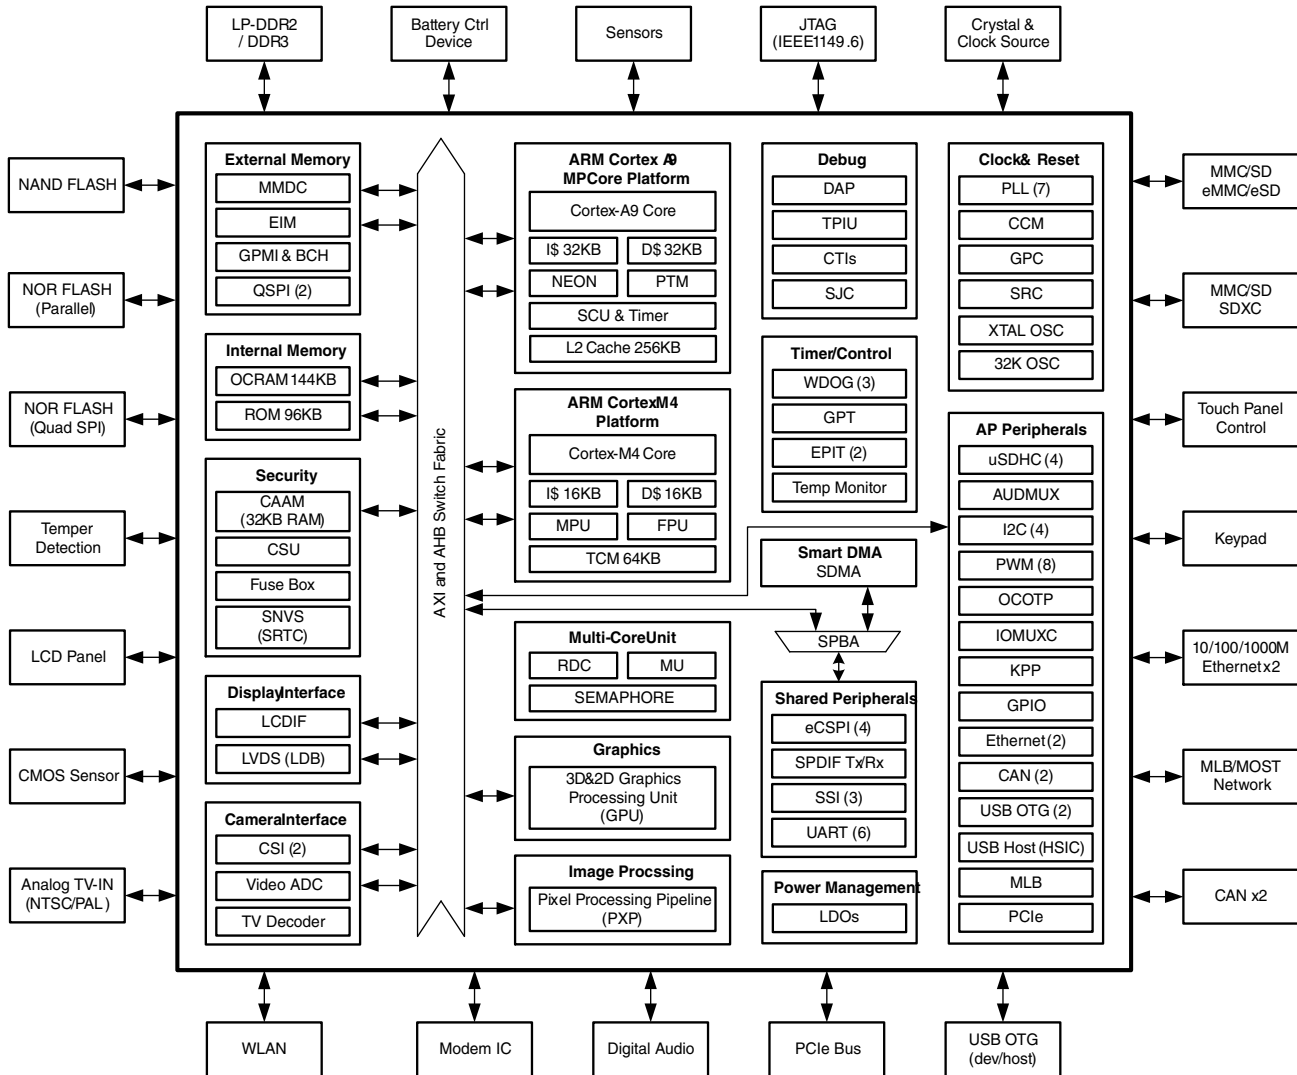 LP-DDR2
/ DDR3
Battery Ctrl
Device
Sensors
JTAG
(IEEE1149.6)
Crystal &
Clock Source
NAND FLASH
NOR FLASH
(Parallel)
NOR FLASH
(Quad SPI)
Temper
Detection
LCD Panel
CMOS Sensor
Analog TV-IN
(NTSC/PAL )
External Memory
MMDC
EIM
GPMI & BCH
QSPI (2)
Internal Memory
OCRAM 144KB
ROM 96KB
Security
CAAM
(32KB RAM)
CSU
Fuse Box
SNVS
(SRTC)
DisplayInterface
LCDIF
LVDS (LDB)
CameraInterface
CSI (2)
Video ADC
TV Decoder
AXI and AHB Switch Fabric
ARM Cortex A9
MPCore Platform
Cortex-A9 Core
I$ 32KB
D$ 32KB
NEON
PTM
SCU & Timer
L2 Cache 256KB
ARM CortexM4
Platform
Cortex-M4 Core
I$ 16KB
D$ 16KB
MPU
FPU
TCM 64KB
Multi-CoreUnit
RDC
MU
SEMAPHORE
Graphics
3D&2D Graphics
Processing Unit
(GPU)
Image Procssing
Pixel Processing Pipeline
(PXP)
Debug
DAP
TPIU
CTIs
SJC
Timer/Control
WDOG (3)
GPT
EPIT (2)
Temp Monitor
Smart DMA
SDMA
SPBA
Shared Peripherals
eCSPI (4)
SPDIF Tx/Rx
SSI (3)
UART (6)
Power Management
LDOs
Clock& Reset
PLL (7)
CCM
GPC
SRC
XTAL OSC
32K OSC
AP Peripherals
uSDHC (4)
AUDMUX
I2C (4)
PWM (8)
OCOTP
IOMUXC
KPP
GPIO
Ethernet (2)
CAN (2)
USB OTG (2)
USB Host (HSIC)
MLB
PCIe
MMC/SD
eMMC/eSD
MMC/SD
SDXC
Touch Panel
Control
Keypad
10/100/1000M
Ethernet x2
MLB/MOST
Network
CAN x2
WLAN
Modem IC
Digital Audio
PCIe Bus
USB OTG
(dev/host)